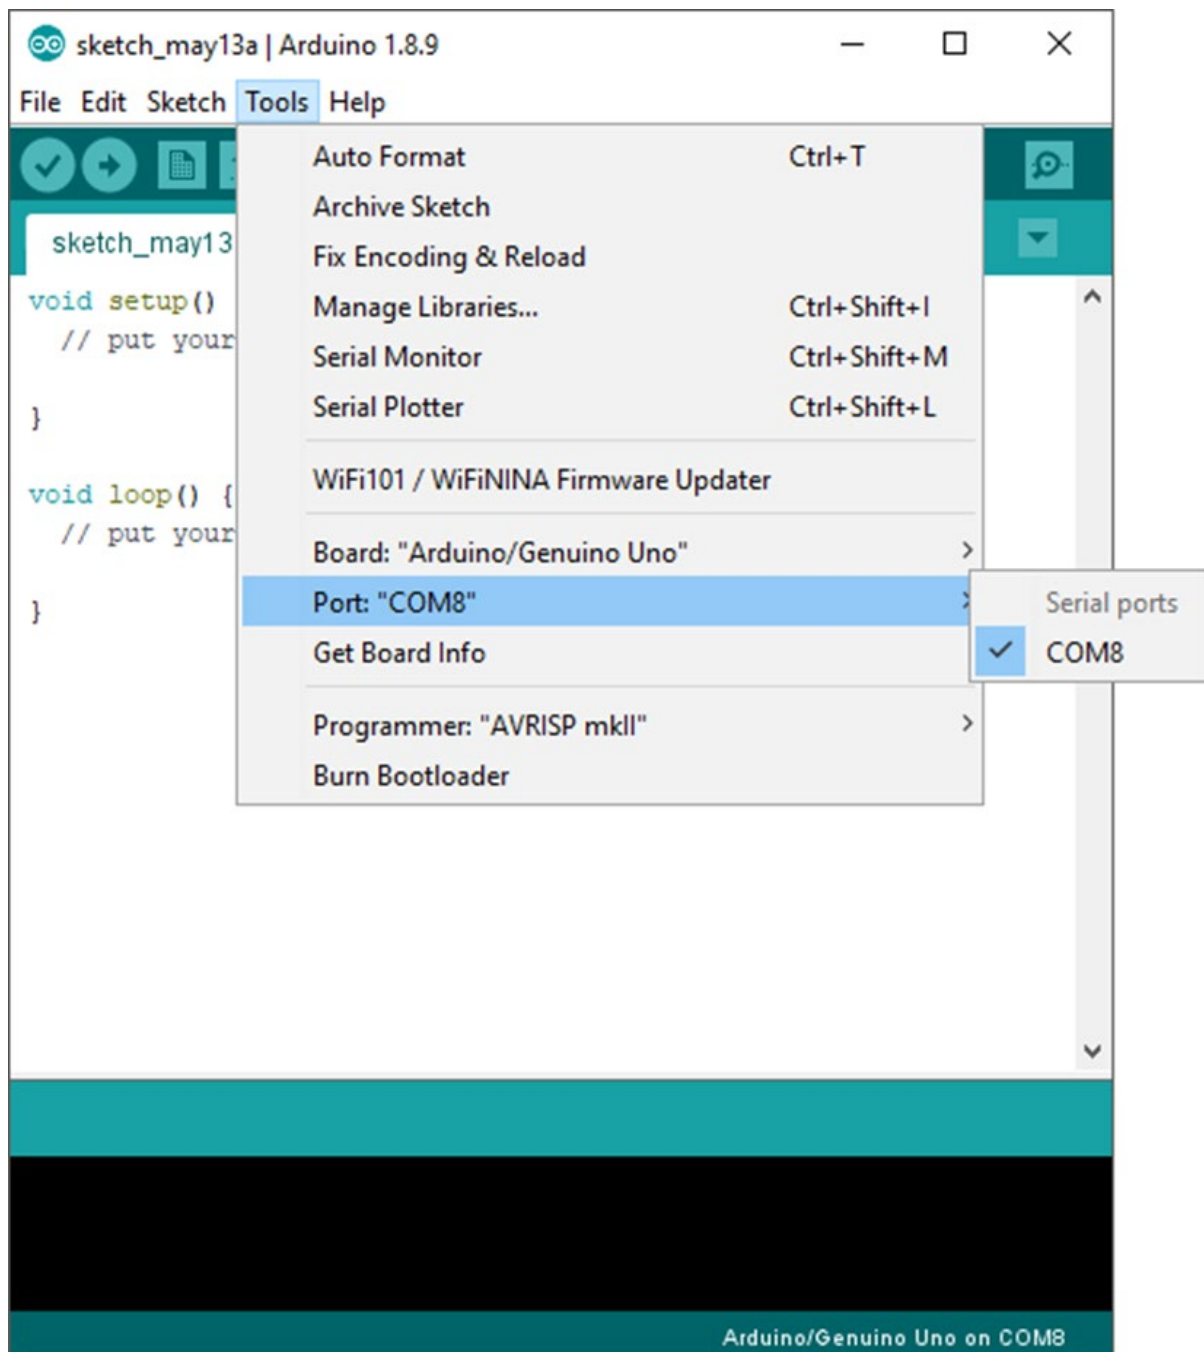 sketch_may13a | Arduino 1.8.9
File Edit Sketch Tools Help
Auto Format Ctrl+T
Archive Sketch
sketch_may13
Fix Encoding & Reload
void setup()
Manage Libraries... Ctrl+Shift+I
// put your
Serial Monitor Ctrl+Shift+M
}
Serial Plotter Ctrl+Shift+L
WiFi101 / WiFiNINA Firmware Updater
void loop() {
// put your
Board: "Arduino/Genuino Uno"
}
Port: "COM8"
Serial ports
Get Board Info
COM8
Programmer: "AVRISP mkII"
Burn Bootloader
Arduino/Genuino Uno on COM8